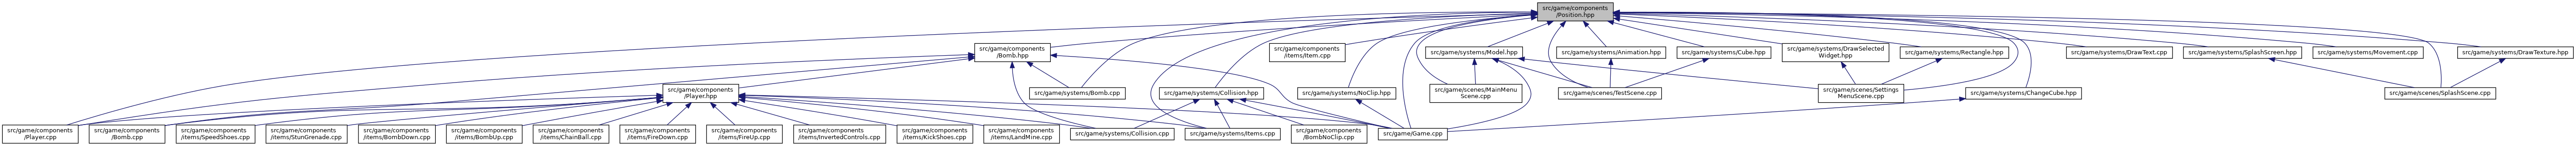 src/game/components
/Position.hpp
src/game/components
/Bomb.hpp
src/game/components
/items/Item.cpp
src/game/systems/Model.hpp
src/game/systems/Animation.hpp
src/game/systems/Cube.hpp
src/game/systems/DrawSelected
Widget.hpp
src/game/systems/Rectangle.hpp
src/game/systems/DrawText.cpp
src/game/systems/SplashScreen.hpp
src/game/systems/Movement.cpp
src/game/systems/DrawTexture.hpp
src/game/components
/Player.hpp
src/game/systems/Bomb.cpp
src/game/systems/Collision.hpp
src/game/systems/NoClip.hpp
src/game/scenes/MainMenu
Scene.cpp
src/game/scenes/TestScene.cpp
src/game/scenes/Settings
MenuScene.cpp
src/game/systems/ChangeCube.hpp
src/game/scenes/SplashScene.cpp
src/game/components
/Player.cpp
src/game/components
/Bomb.cpp
src/game/components
/items/SpeedShoes.cpp
src/game/components
/items/StunGrenade.cpp
src/game/components
/items/BombDown.cpp
src/game/components
/items/BombUp.cpp
src/game/components
/items/ChainBall.cpp
src/game/components
/items/FireDown.cpp
src/game/components
/items/FireUp.cpp
src/game/components
/items/InvertedControls.cpp
src/game/components
/items/KickShoes.cpp
src/game/components
/items/LandMine.cpp
src/game/systems/Collision.cpp
src/game/systems/Items.cpp
src/game/components
/BombNoClip.cpp
src/game/Game.cpp